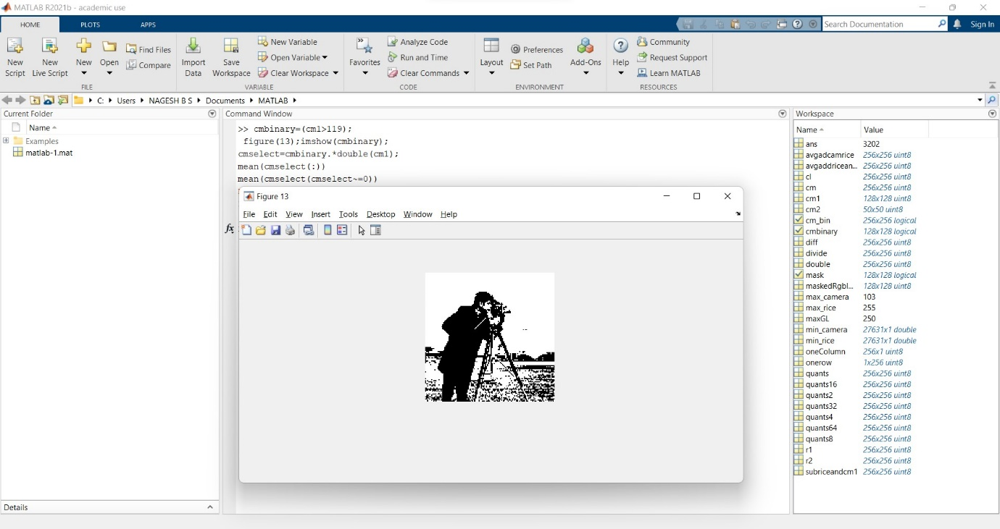 MATLAB R2021b - academic use
HOME PLOTS APPS
Search Documentation
Sign In
New Script
New Live Script
New
Open
Find Files
Compare
FILE
Import Data
Save Workspace
New Variable
Open Variable
Clear Workspace
VARIABLE
Favorites
Analyze Code
Run and Time
Clear Commands
CODE
Layout
Preferences
Set Path
Add-Ons
ENVIRONMENT
Help
Community
Request Support
Learn MATLAB
RESOURCES
C: Users NAGESH B S Documents MATLAB
Current Folder
Name
Examples
matlab-1.mat
Details
Command Window
>> cmbinary=(cm1>119);
figure(13);imshow(cmbinary);
cmselect=cmbinary.*double(cm1);
mean(cmselect(:))
mean(cmselect(cmselect~=0))
fx
Figure 13
File Edit View Insert Tools Desktop Window Help
Workspace
Name Value
ans 3202
avgadcamrice 256x256 uint8
avgaddricean... 256x256 uint8
cl 256x256 uint8
cm 256x256 uint8
cm1 128x128 uint8
cm2 50x50 uint8
cm_bin 256x256 logical
cmbinary 128x128 logical
diff 256x256 uint8
divide 256x256 uint8
double 256x256 uint8
mask 128x128 logical
maskedRgbI... 128x128 uint8
max_camera 103
max_rice 255
maxGL 250
min_camera 27631x1 double
min_rice 27631x1 double
oneColumn 256x1 uint8
onerow 1x256 uint8
quants 256x256 uint8
quants16 256x256 uint8
quants2 256x256 uint8
quants32 256x256 uint8
quants4 256x256 uint8
quants64 256x256 uint8
quants8 256x256 uint8
r1 256x256 uint8
r2 256x256 uint8
subriceandcm1 256x256 uint8